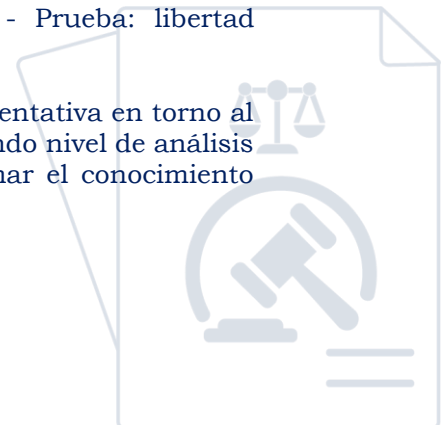 - Prueba: libertad
entativa en torno al
ndo nivel de análisis
nar el conocimiento